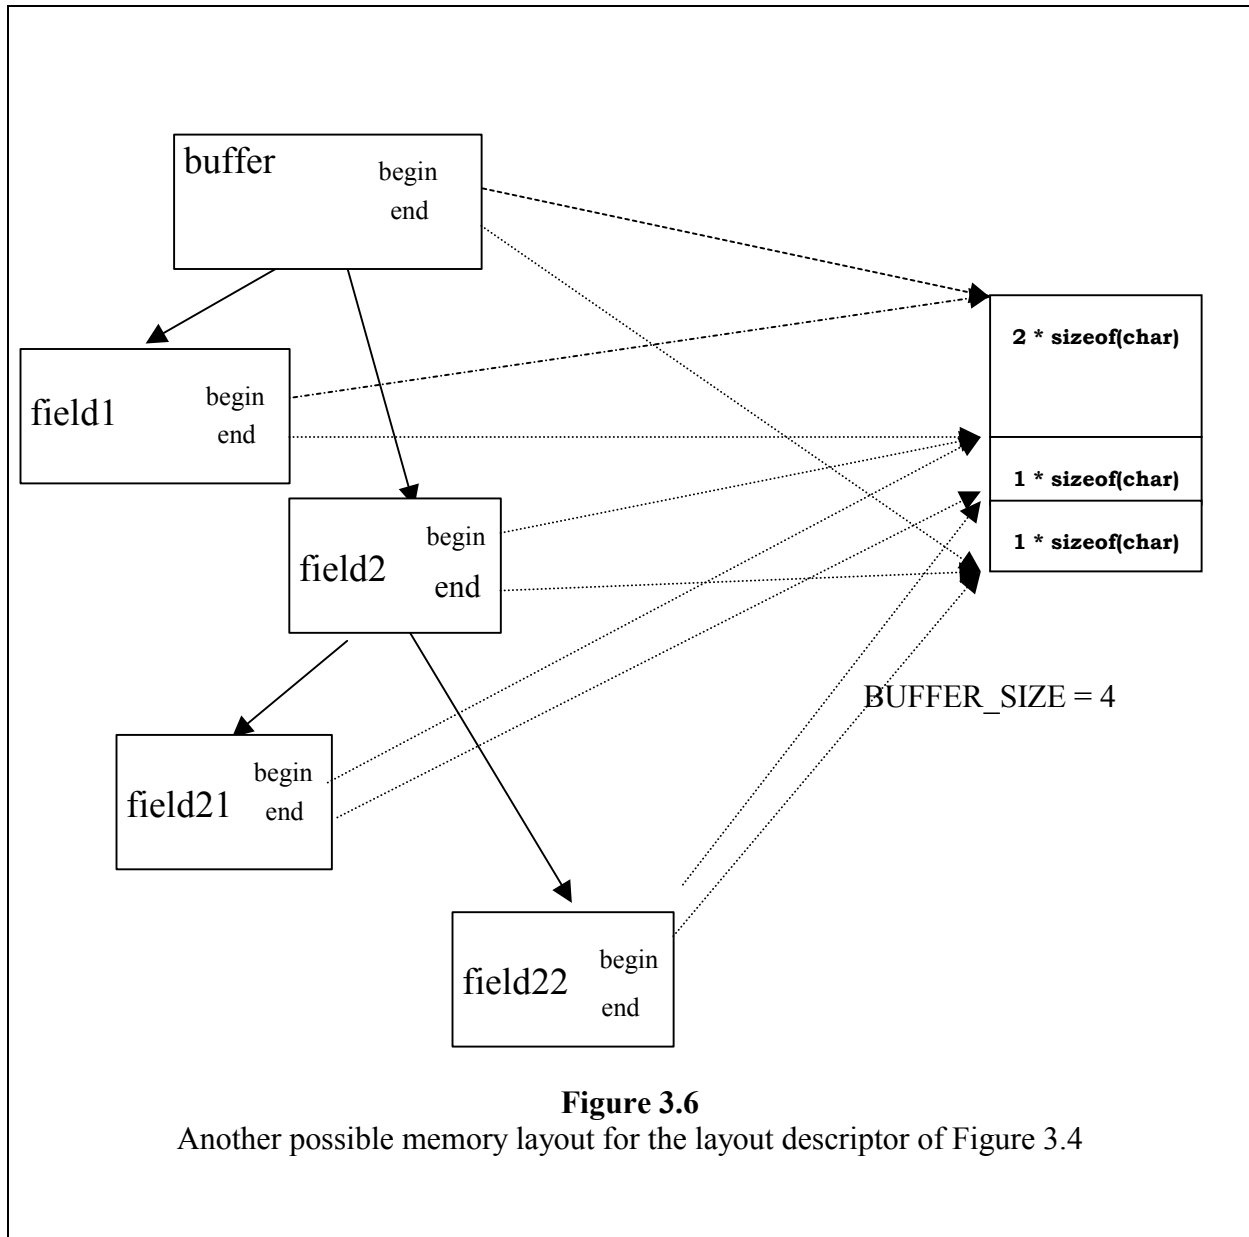 buffer
begin
end
2 * sizeof(char)
field1
begin
end
1 * sizeof(char)
1 * sizeof(char)
field2
begin
end
BUFFER_SIZE = 4
field21
begin
end
field22
begin
end
Figure 3.6
Another possible memory layout for the layout descriptor of Figure 3.4